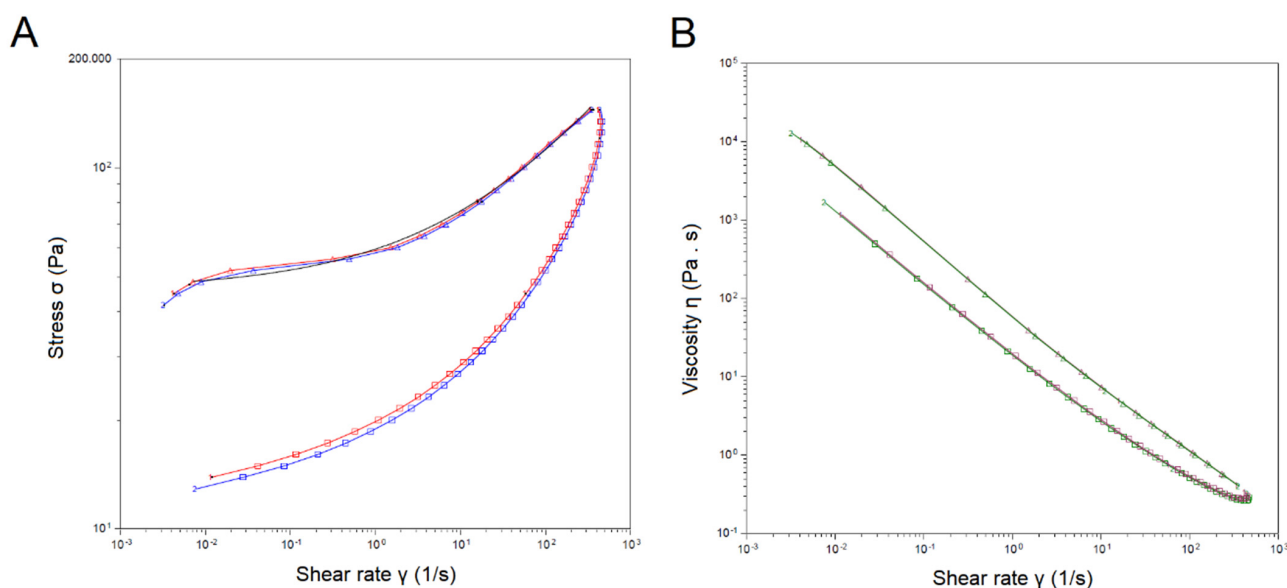 A
200.000
10²
10¹
Stress σ (Pa)
10⁻³ 10⁻² 10⁻¹ 10⁰ 10¹ 10² 10³
Shear rate γ (1/s)
B
10⁵
10⁴
10³
10²
10¹
10⁰
10⁻¹
Viscosity η (Pa . s)
10⁻³ 10⁻² 10⁻¹ 10⁰ 10¹ 10² 10³
Shear rate γ (1/s)